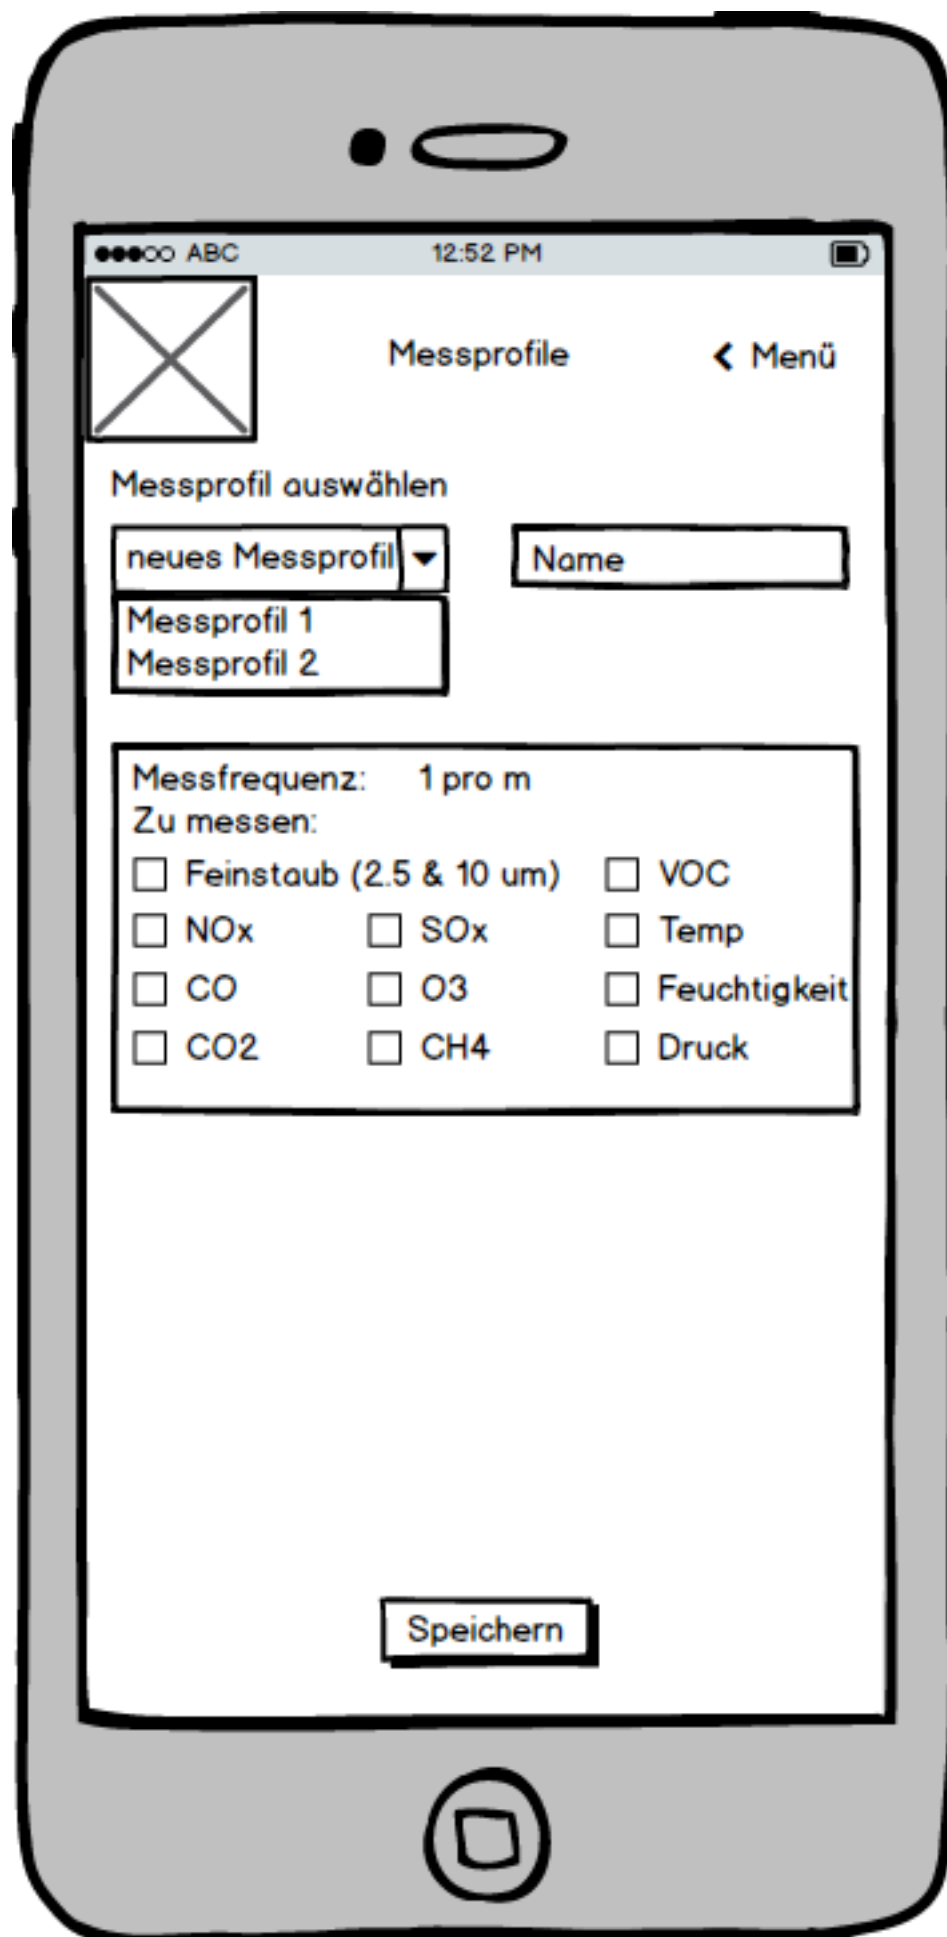 ABC 12:52 PM
Messprofile Menü
Messprofil auswählen
neues Messprofil Name
Messprofil 1
Messprofil 2
Messfrequenz: 1 pro m
Zu messen:
Feinstaub (2.5 & 10 um) VOC
NOx SOx Temp
CO O3 Feuchtigkeit
CO2 CH4 Druck
Speichern